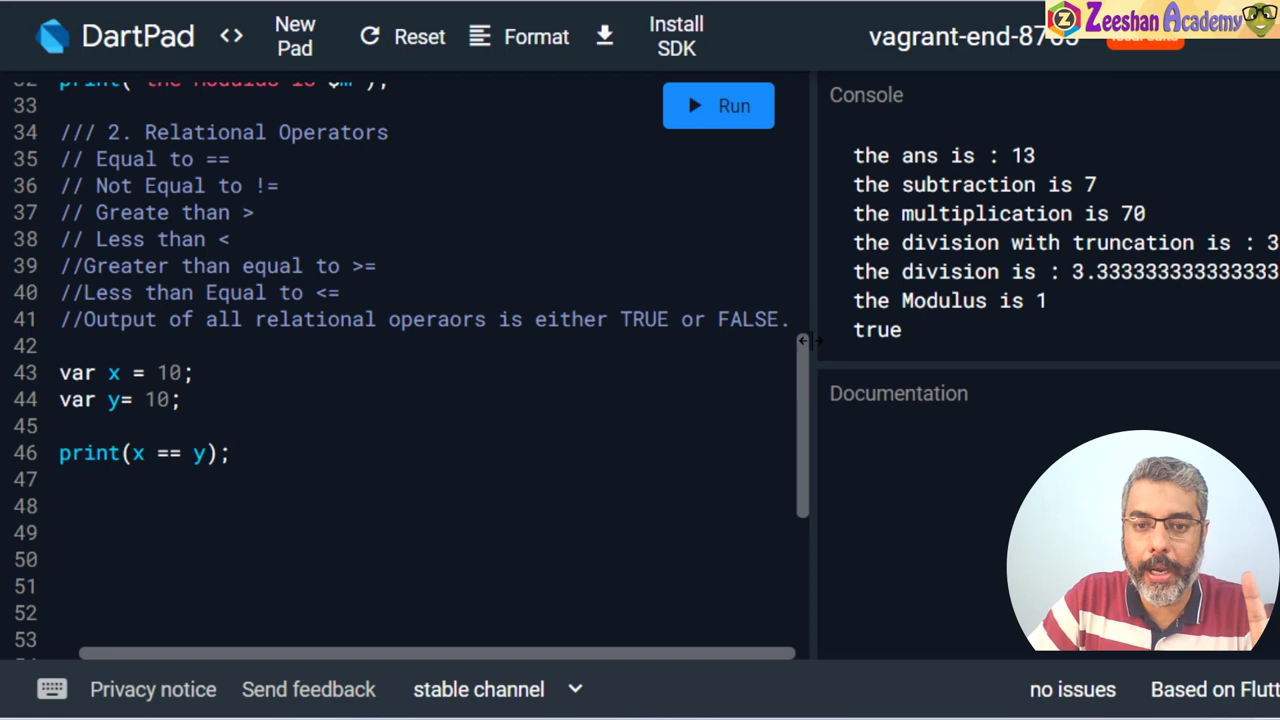 DartPad
<>
New Pad
Reset
Format
Install SDK
Zeeshan Academy
33
34 /// 2. Relational Operators
35 // Equal to ==
36 // Not Equal to !=
37 // Greate than >
38 // Less than <
39 //Greater than equal to >=
40 //Less than Equal to <=
41 //Output of all relational operaors is either TRUE or FALSE.
42
43 var x = 10;
44 var y= 10;
45
46 print(x == y);
47
48
49
50
51
52
53
Run
Console
the ans is : 13
the subtraction is 7
the multiplication is 70
the division with truncation is : 3
the division is : 3.333333333333333
the Modulus is 1
true
Documentation
Privacy notice
Send feedback
stable channel
no issues
Based on Flutt